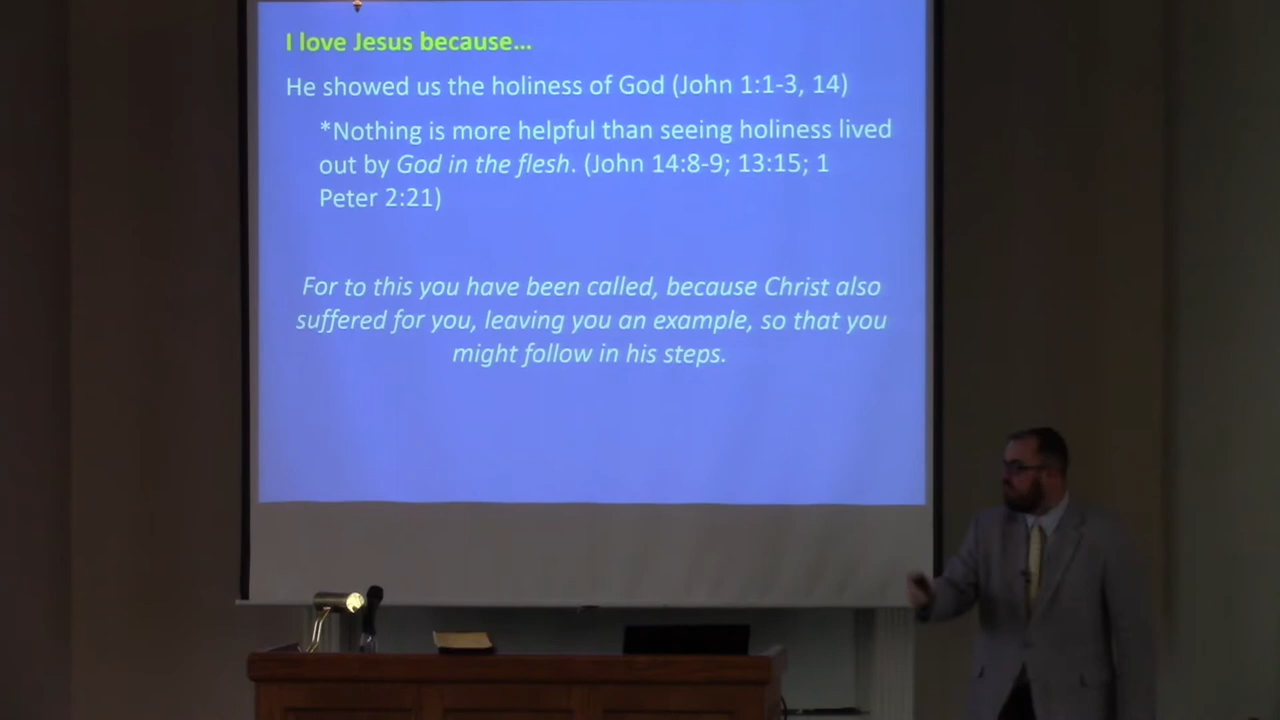 I love Jesus because...
He showed us the holiness of God (John 1:1-3, 14)
*Nothing is more helpful than seeing holiness lived
out by God in the flesh. (John 14:8-9; 13:15; 1
Peter 2:21)
For to this you have been called, because Christ also
suffered for you, leaving you an example, so that you
might follow in his steps.